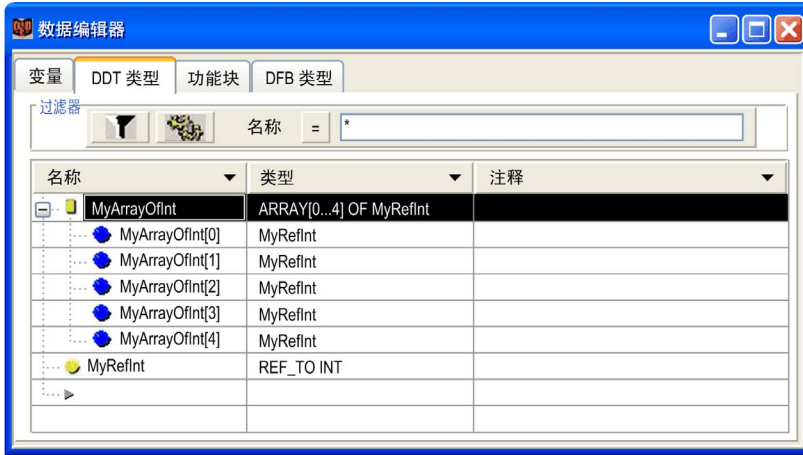 数据编辑器
变量 DDT 类型 功能块 DFB 类型
过滤器
名称 = *
名称 类型 注释
MyArrayOfInt ARRAY[0...4] OF MyRefInt
MyArrayOfInt[0] MyRefInt
MyArrayOfInt[1] MyRefInt
MyArrayOfInt[2] MyRefInt
MyArrayOfInt[3] MyRefInt
MyArrayOfInt[4] MyRefInt
MyRefInt REF_TO INT